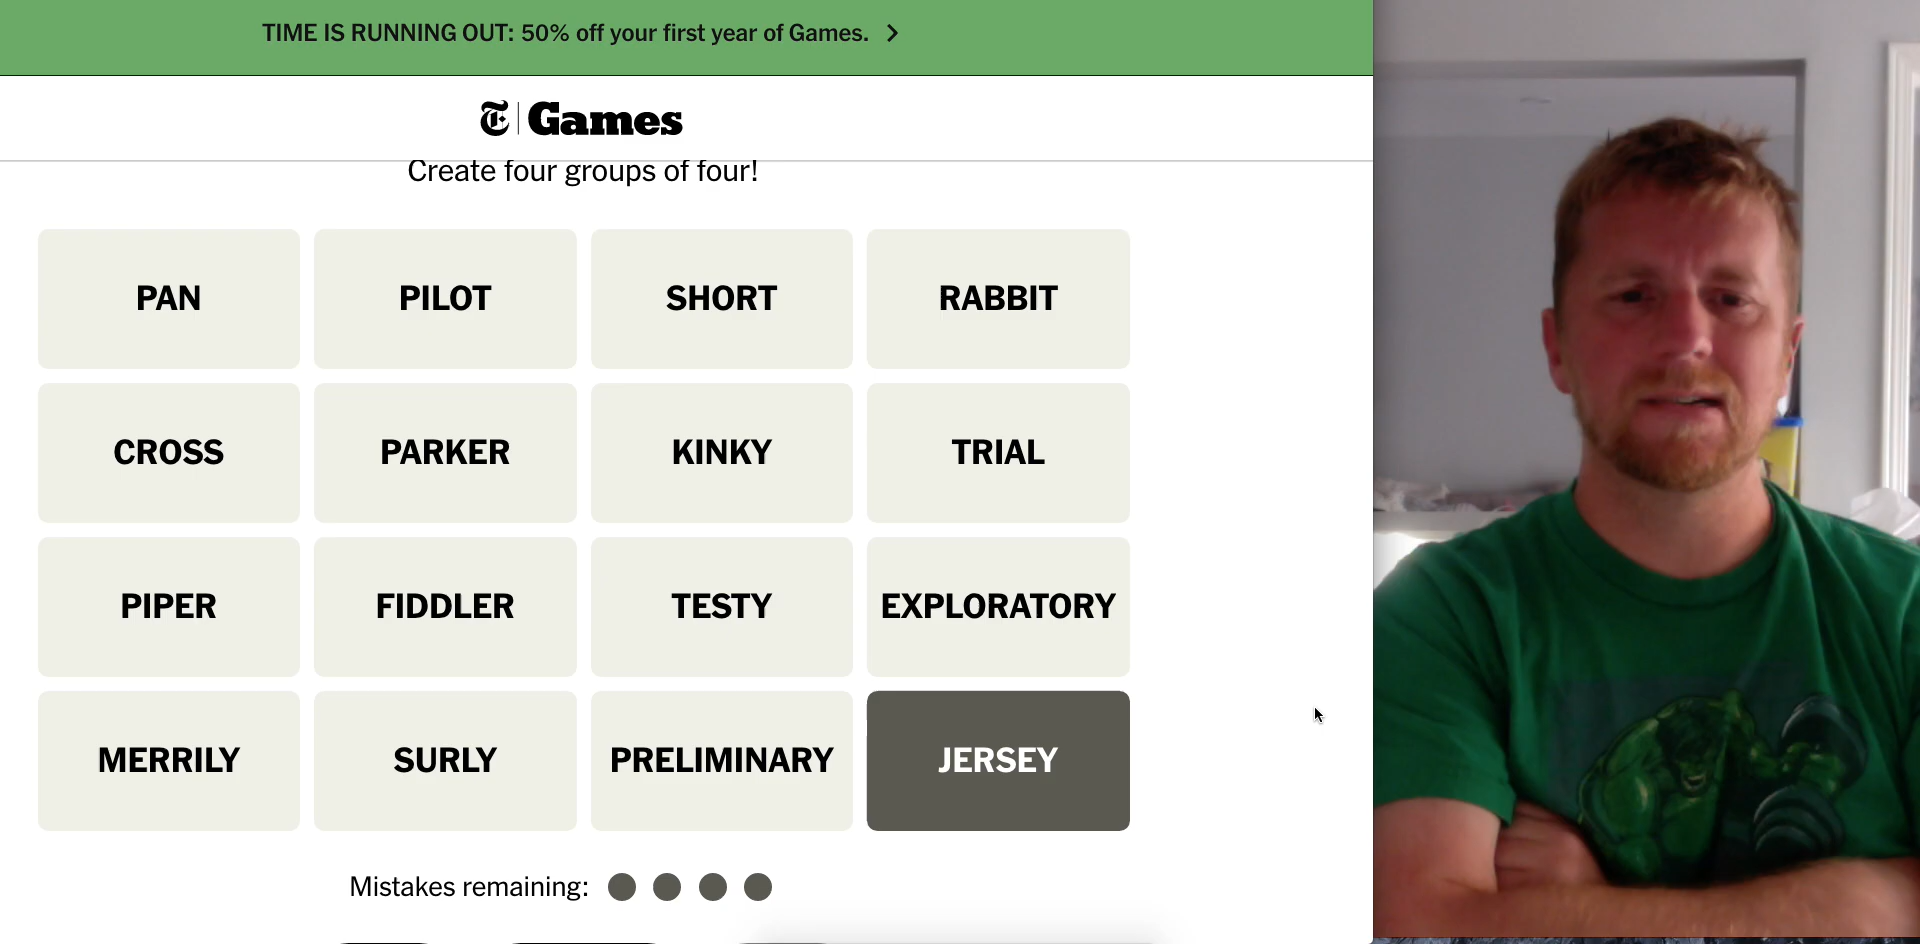 TIME IS RUNNING OUT: 50% off your first year of Games.
T Games
Create four groups of four!
PAN PILOT SHORT RABBIT
CROSS PARKER KINKY TRIAL
PIPER FIDDLER TESTY EXPLORATORY
MERRILY SURLY PRELIMINARY JERSEY
Mistakes remaining: